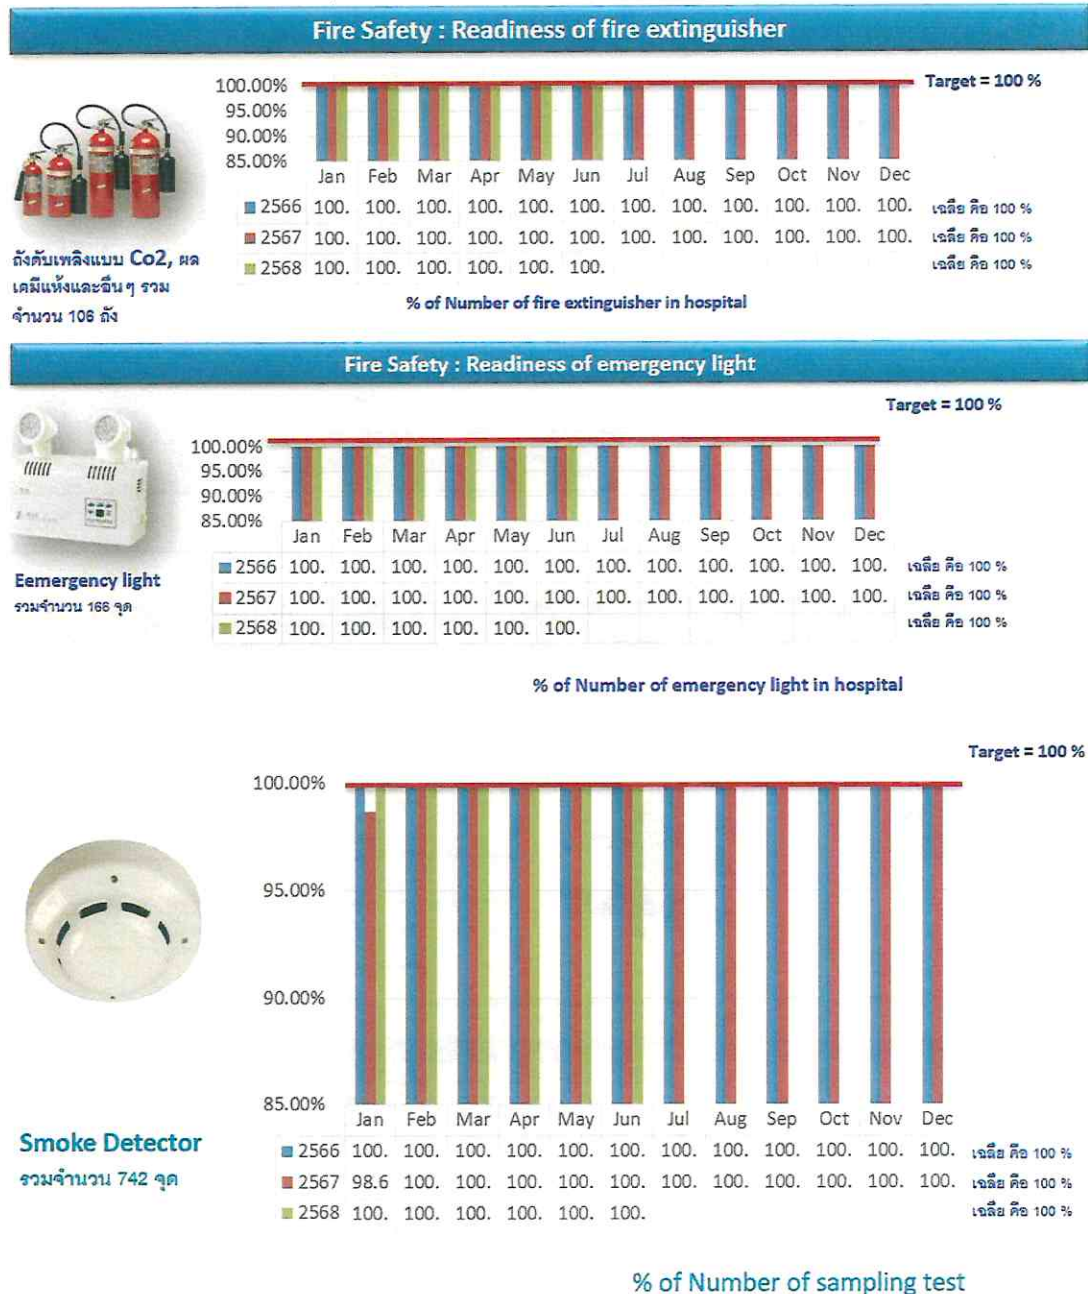 Fire Safety : Readiness of fire extinguisher
Target = 100 %
100.00%
95.00%
90.00%
85.00%
Jan Feb Mar Apr May Jun Jul Aug Sep Oct Nov Dec
2566 100. 100. 100. 100. 100. 100. 100. 100. 100. 100. 100. 100. เฉลี่ย คือ 100 %
2567 100. 100. 100. 100. 100. 100. 100. 100. 100. 100. 100. 100. เฉลี่ย คือ 100 %
2568 100. 100. 100. 100. 100. 100. เฉลี่ย คือ 100 %
ถังดับเพลิงแบบ Co2, ผล
เคมีแห้งและอื่นๆ รวม
จำนวน 106 ถัง
% of Number of fire extinguisher in hospital
Fire Safety : Readiness of emergency light
Target = 100 %
100.00%
95.00%
90.00%
85.00%
Jan Feb Mar Apr May Jun Jul Aug Sep Oct Nov Dec
2566 100. 100. 100. 100. 100. 100. 100. 100. 100. 100. 100. 100. เฉลี่ย คือ 100 %
2567 100. 100. 100. 100. 100. 100. 100. 100. 100. 100. 100. 100. เฉลี่ย คือ 100 %
2568 100. 100. 100. 100. 100. 100. เฉลี่ย คือ 100 %
Eemergency light
รวมจำนวน 166 จุด
% of Number of emergency light in hospital
Target = 100 %
100.00%
95.00%
90.00%
85.00%
Jan Feb Mar Apr May Jun Jul Aug Sep Oct Nov Dec
2566 100. 100. 100. 100. 100. 100. 100. 100. 100. 100. 100. 100. เฉลี่ย คือ 100 %
2567 98.6 100. 100. 100. 100. 100. 100. 100. 100. 100. 100. 100. เฉลี่ย คือ 100 %
2568 100. 100. 100. 100. 100. 100. เฉลี่ย คือ 100 %
Smoke Detector
รวมจำนวน 742 จุด
% of Number of sampling test